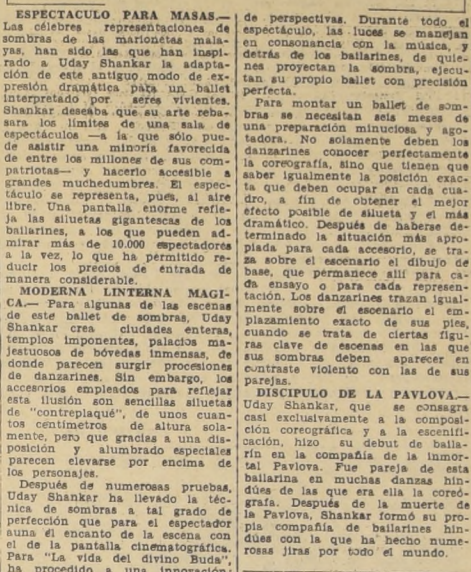 ESPECTACULO PARA MASAS.—
Las célebres representaciones de
sombras de las marionetas mala-
yas, han sido las que han inspi-
rado a Uday Shankar la adapta-
ción de este antiguo modo de ex-
presión dramática para un ballet
interpretado por seres vivientes.
Shankar deseaba que su arte reba-
sara los límites de una sala de
espectáculos —a la que sólo pue-
de asistir una minoría favorecida
de entre los millones de sus com-
patriotas— y hacerlo accesible a
grandes muchedumbres. El espec-
táculo se representa, pues, al aire
libre. Una pantalla enorme refle-
ja las siluetas gigantescas de los
bailarines, a los que pueden ad-
mirar más de 10.000 espectadores
a la vez, lo que ha permitido
reducir los precios de entrada de
manera considerable.
MODERNA LINTERNA MAGI-
CA.— Para algunas de las escenas
de este ballet de sombras, Uday
Shankar crea ciudades enteras,
templos imponentes, palacios ma-
jestuosos de bóvedas inmensas, de
donde parecen surgir procesiones
de danzarines. Sin embargo, los
accesorios empleados para reflejar
esta ilusión son sencillas siluetas
de "contreplaqué", de unos cuan-
tos centímetros de altura sola-
mente, pero que gracias a una dis-
posición y alumbrado especiales
parecen elevarse por encima de
los personajes.
Después de numerosas pruebas,
Uday Shankar ha llevado la téc-
nica de sombras a tal grado de
perfección que para el espectador
auna el encanto de la escena con
el de la pantalla cinematográfica.
Para "La vida del divino Buda",
ha procedido a una innovación:
de perspectivas. Durante todo el
espectáculo, las luces se manejan
en consonancia con la música, y
detrás de los bailarines, de quie-
nes proyectan la sombra, ejecu-
tan su propio ballet con precisión
perfecta.
Para montar un ballet de som-
bras se necesitan seis meses de
una preparación minuciosa y ago-
tadora. No solamente deben los
danzarines conocer perfectamente
la coreografía, sino que tienen que
saber igualmente la posición exac-
ta que deben ocupar en cada cua-
dro, a fin de obtener el mejor
efecto posible de silueta y el más
dramático. Después de haberse de-
terminado la situación más apro-
piada para cada accesorio, se tra-
za sobre el escenario el dibujo de
base, que permanece allí para ca-
da ensayo o para cada represen-
tación. Los danzarines trazan igual-
mente sobre el escenario el em-
plazamiento exacto de sus pies,
cuando se trata de ciertas figu-
ras clave de escenas en las que
sus sombras deben aparecer en
contraste violento con las de sus
parejas.
DISCIPULO DE LA PAVLOVA.—
Uday Shankar, que se consagra
casi exclusivamente a la composi-
ción coreográfica y a la escenifi-
cación, hizo su debut de baila-
rín en la compañía de la inmor-
tal Pavlova. Fue pareja de esta
bailarina en muchas danzas hin-
dúes de las que era ella la coreó-
grafa. Después de la muerte de
la Pavlova, Shankar formó su pro-
pia compañía de bailarines hin-
dúes con la que ha hecho nume-
rosas jiras por todo el mundo.